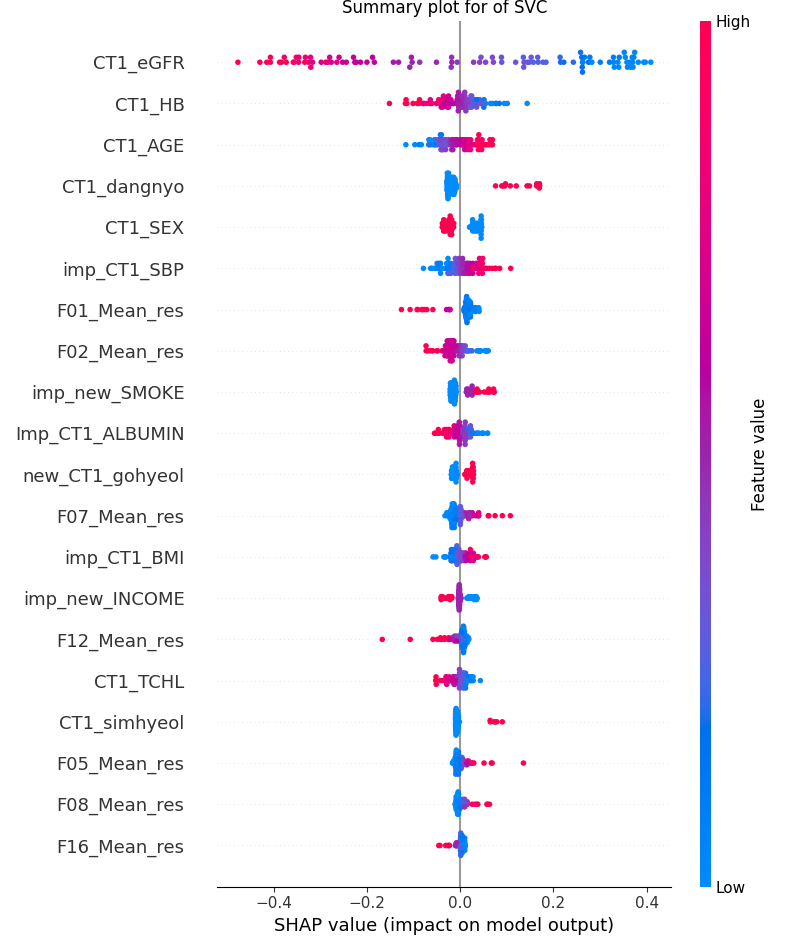 Summary plot for of SVC
High
CT1_eGFR
CT1_HB
CT1_AGE
CT1_dangnyo
CT1_SEX
imp_CT1_SBP
F01_Mean_res
F02_Mean_res
imp_new_SMOKE
Imp_CT1_ALBUMIN
new_CT1_gohyeol
F07_Mean_res
imp_CT1_BMI
imp_new_INCOME
F12_Mean_res
CT1_TCHL
CT1_simhyeol
F05_Mean_res
F08_Mean_res
F16_Mean_res
Feature value
Low
−0.4 −0.2 0.0 0.2 0.4
SHAP value (impact on model output)